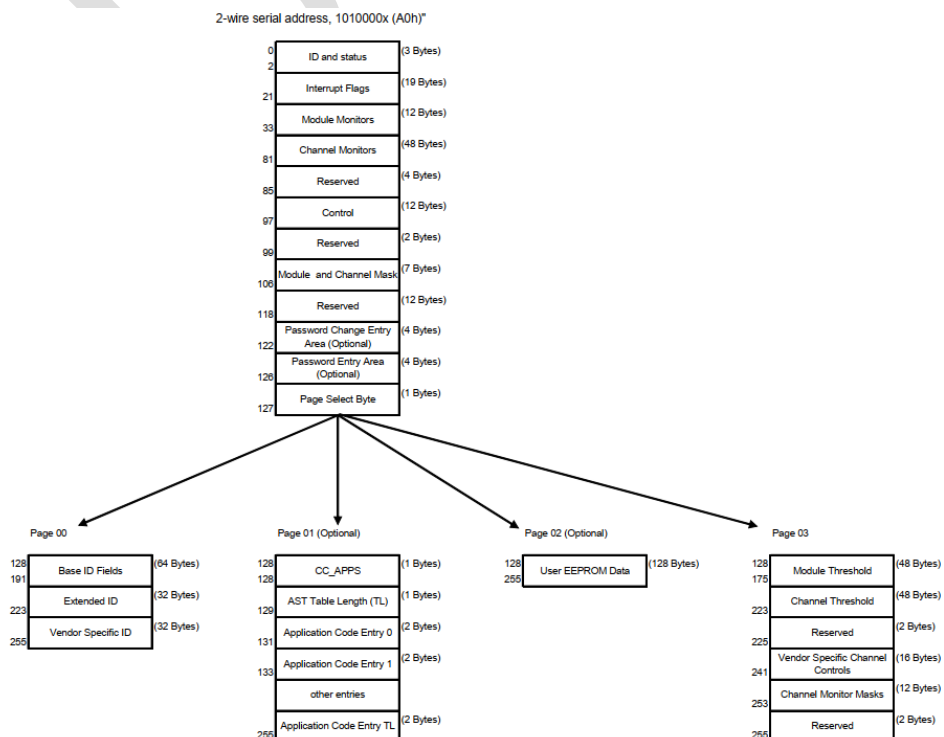 2-wire serial address, 1010000x (A0h)"
0
2
ID and status
(3 Bytes)
21
Interrupt Flags
(19 Bytes)
33
Module Monitors
(12 Bytes)
81
Channel Monitors
(48 Bytes)
85
Reserved
(4 Bytes)
97
Control
(12 Bytes)
99
Reserved
(2 Bytes)
106
Module and Channel Mask
(7 Bytes)
118
Reserved
(12 Bytes)
122
Password Change Entry
Area (Optional)
(4 Bytes)
126
Password Entry Area
(Optional)
(4 Bytes)
127
Page Select Byte
(1 Bytes)
Page 00
128
191
Base ID Fields
(64 Bytes)
223
Extended ID
(32 Bytes)
255
Vendor Specific ID
(32 Bytes)
Page 01 (Optional)
128
128
CC_APPS
(1 Bytes)
129
AST Table Length (TL)
(1 Bytes)
131
Application Code Entry 0
(2 Bytes)
133
Application Code Entry 1
(2 Bytes)
other entries
255
Application Code Entry TL
(2 Bytes)
Page 02 (Optional)
128
255
User EEPROM Data
(128 Bytes)
Page 03
128
175
Module Threshold
(48 Bytes)
223
Channel Threshold
(48 Bytes)
225
Reserved
(2 Bytes)
241
Vendor Specific Channel
Controls
(16 Bytes)
253
Channel Monitor Masks
(12 Bytes)
255
Reserved
(2 Bytes)